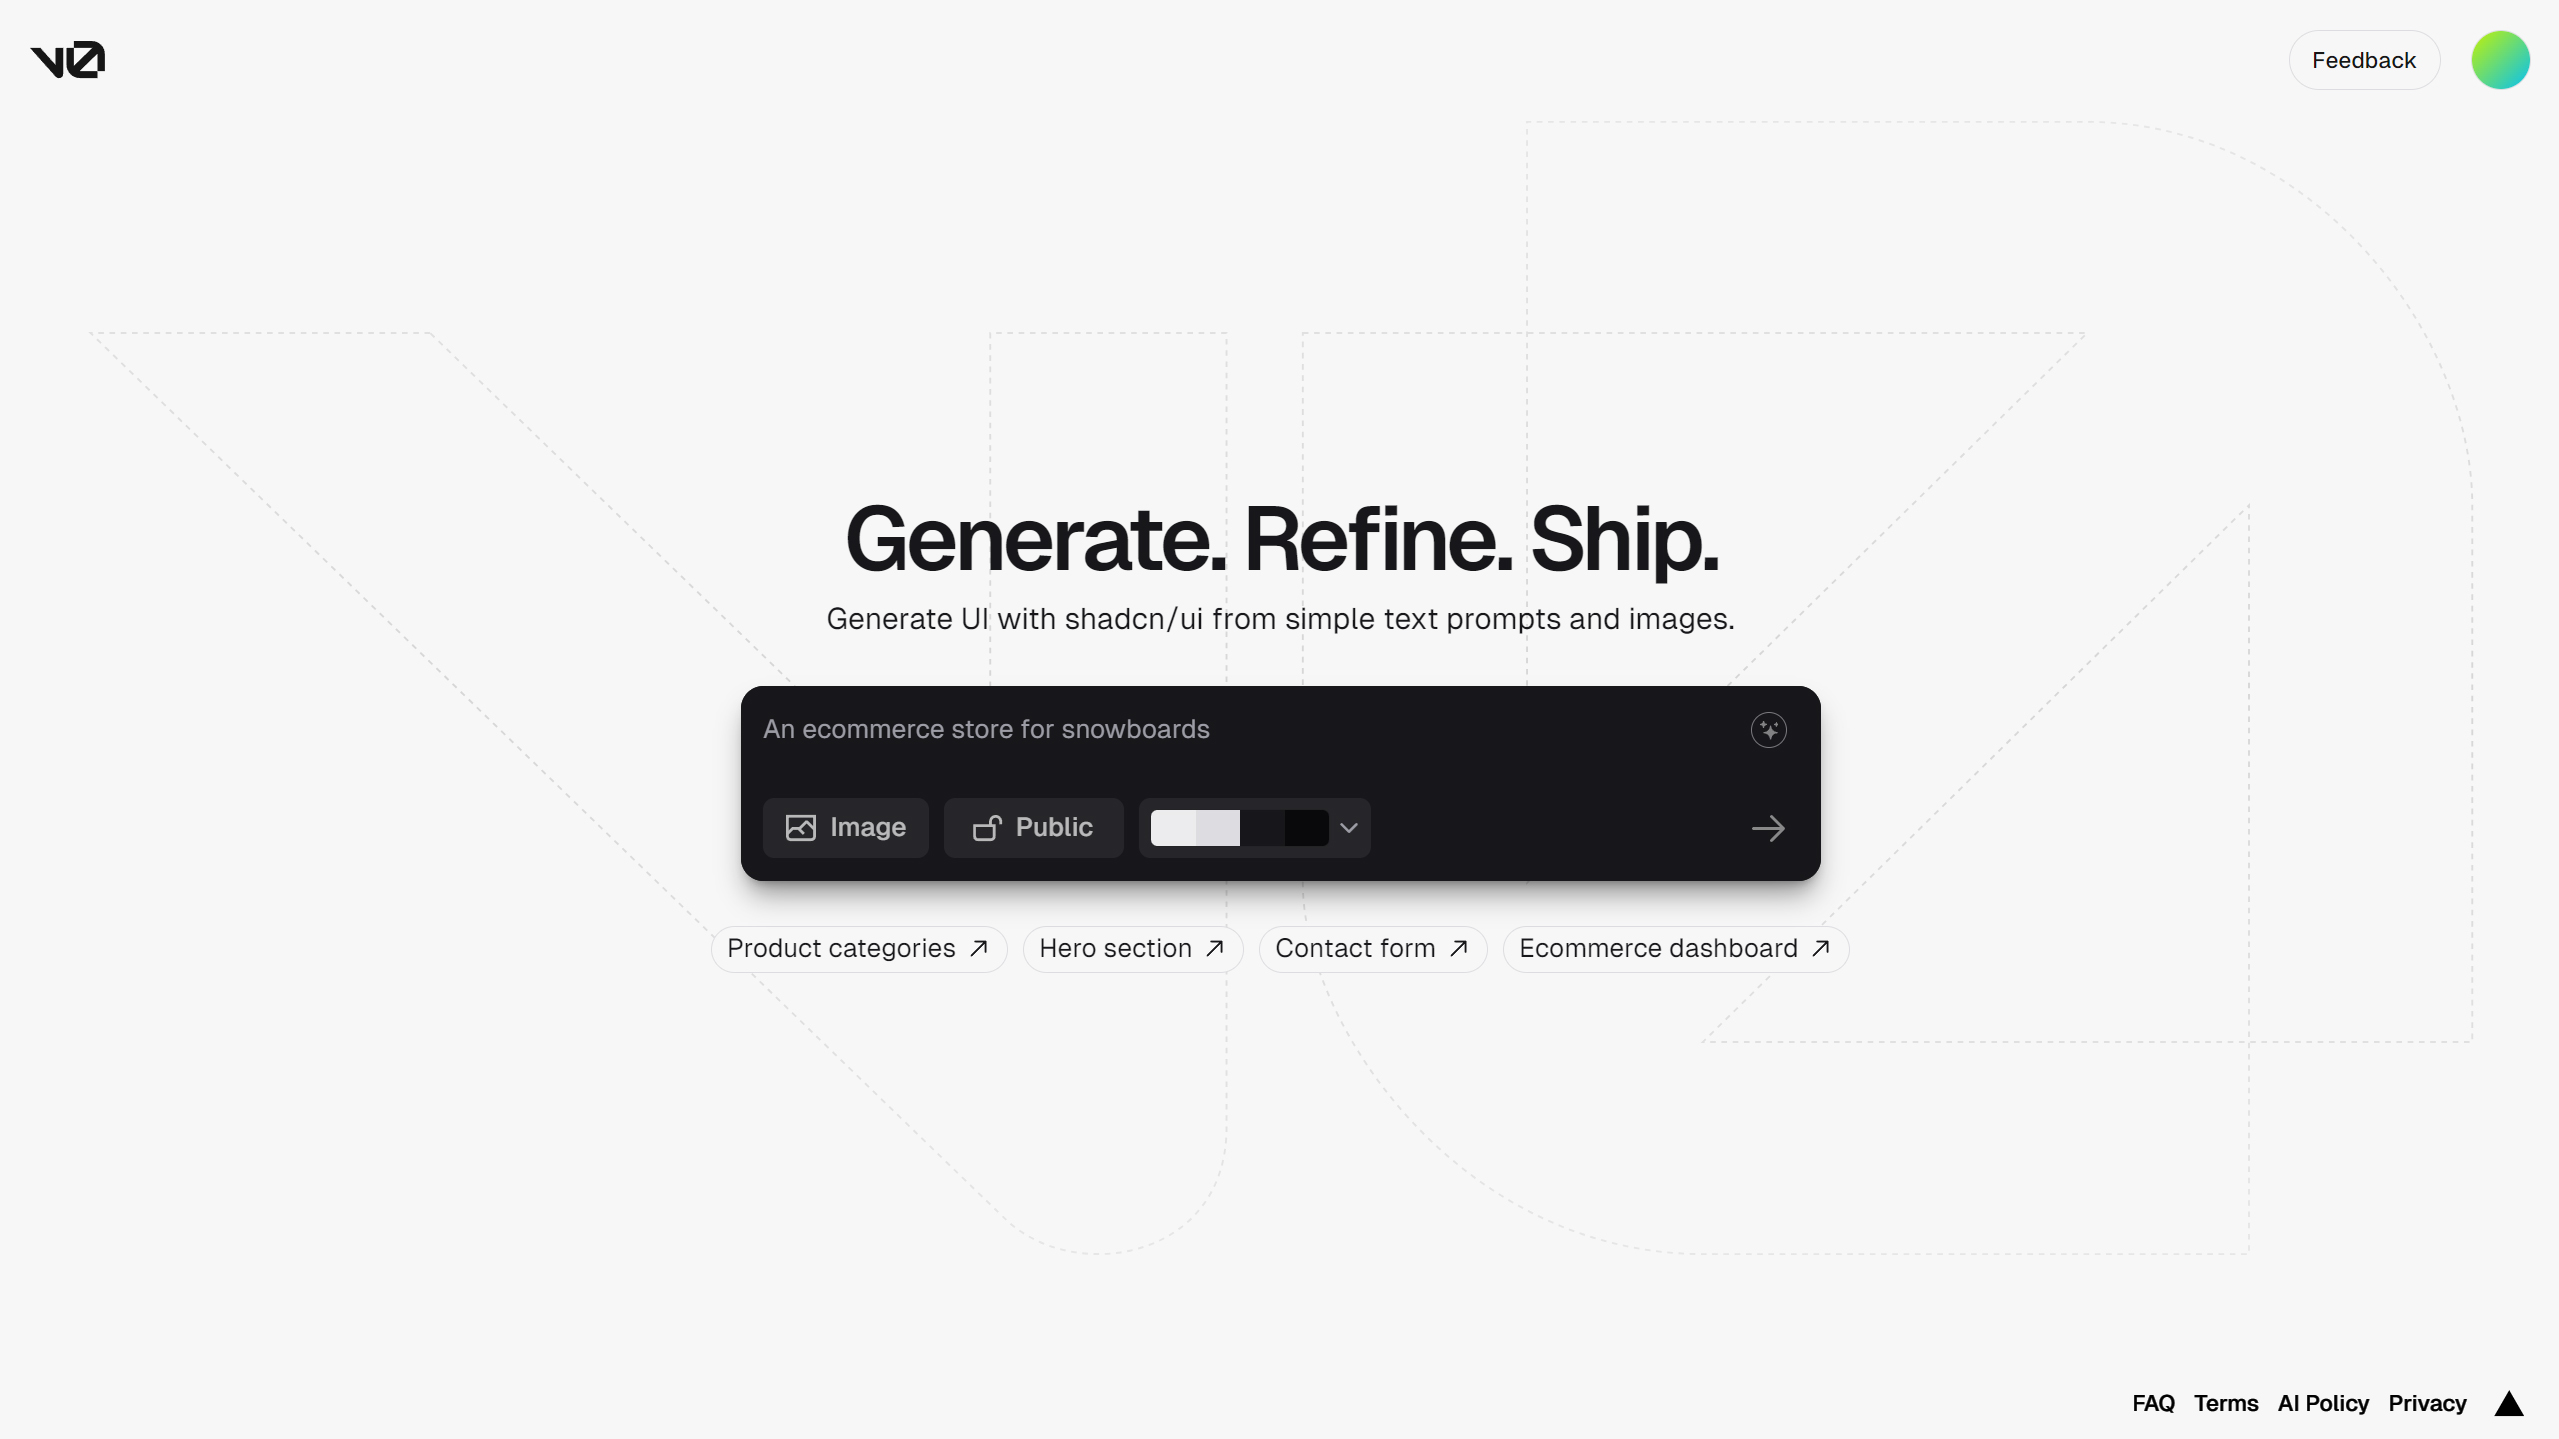 v0
Feedback
Generate. Refine. Ship.
Generate UI with shadcn/ui from simple text prompts and images.
An ecommerce store for snowboards
Image
Public
Product categories
Hero section
Contact form
Ecommerce dashboard
FAQ Terms AI Policy Privacy